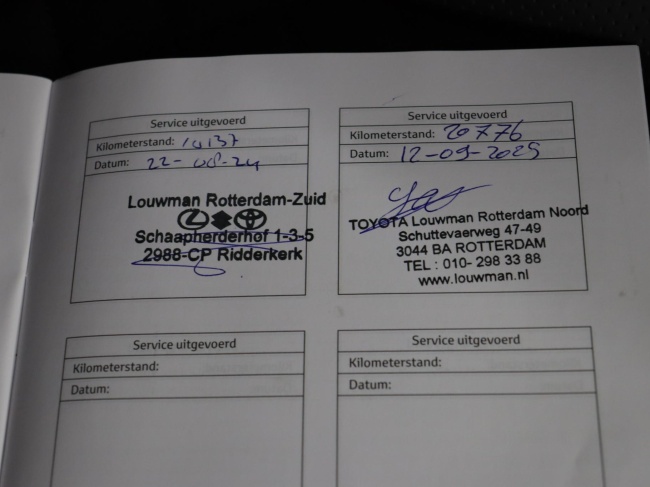 Service uitgevoerd
Kilometerstand: 10137
Datum: 22-08-24
Louwman Rotterdam-Zuid
Schaapherderhof 1-3-5
2988-CP Ridderkerk
Service uitgevoerd
Kilometerstand: 20776
Datum: 12-09-2025
TOYOTA Louwman Rotterdam Noord
Schuttevaerweg 47-49
3044 BA ROTTERDAM
TEL : 010- 298 33 88
www.louwman.nl
Service uitgevoerd
Kilometerstand:
Datum:
Service uitgevoerd
Kilometerstand:
Datum: